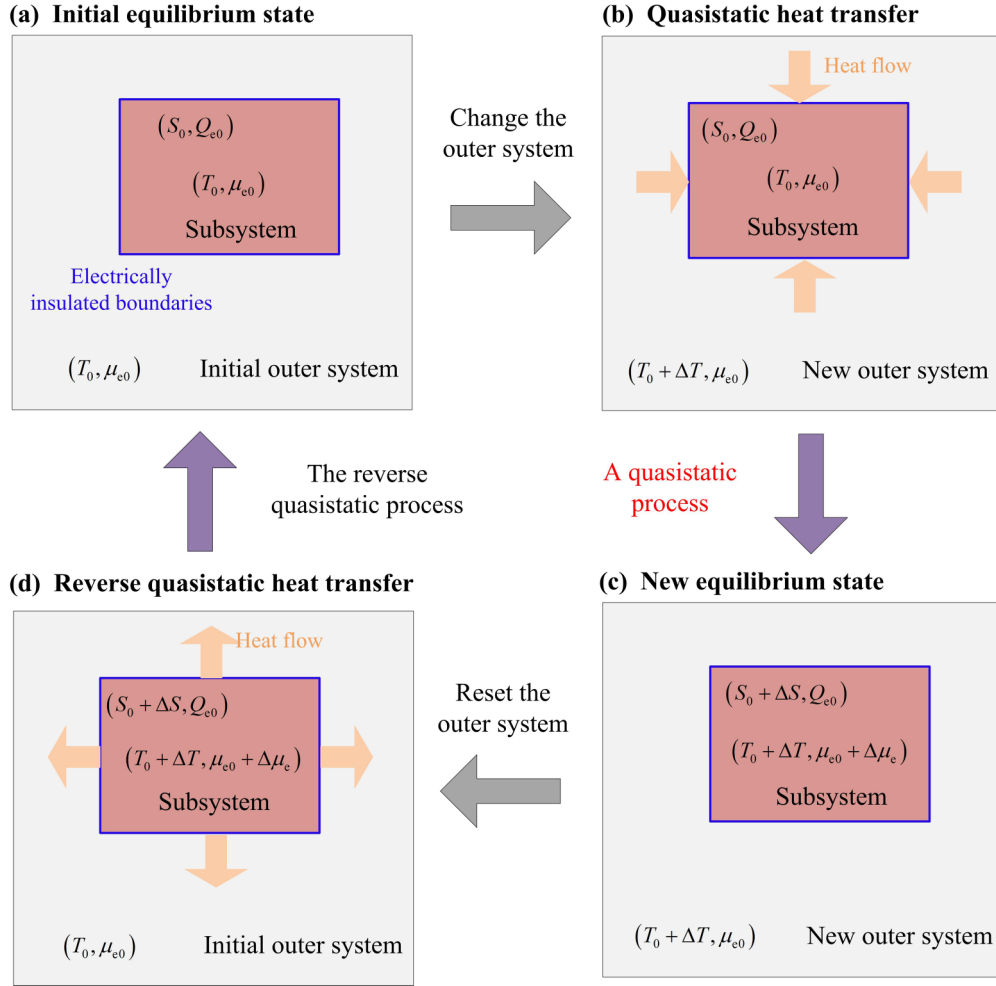 (a) Initial equilibrium state
(S₀, Qₑ₀)
(T₀, μₑ₀)
Subsystem
Electrically
insulated boundaries
(T₀, μₑ₀)
Initial outer system
Change the
outer system
(b) Quasistatic heat transfer
Heat flow
(S₀, Qₑ₀)
(T₀, μₑ₀)
Subsystem
(T₀ + ΔT, μₑ₀)
New outer system
The reverse
quasistatic process
A quasistatic
process
(d) Reverse quasistatic heat transfer
Heat flow
(S₀ + ΔS, Qₑ₀)
(T₀ + ΔT, μₑ₀ + Δμₑ)
Subsystem
(T₀, μₑ₀)
Initial outer system
Reset the
outer system
(c) New equilibrium state
(S₀ + ΔS, Qₑ₀)
(T₀ + ΔT, μₑ₀ + Δμₑ)
Subsystem
(T₀ + ΔT, μₑ₀)
New outer system